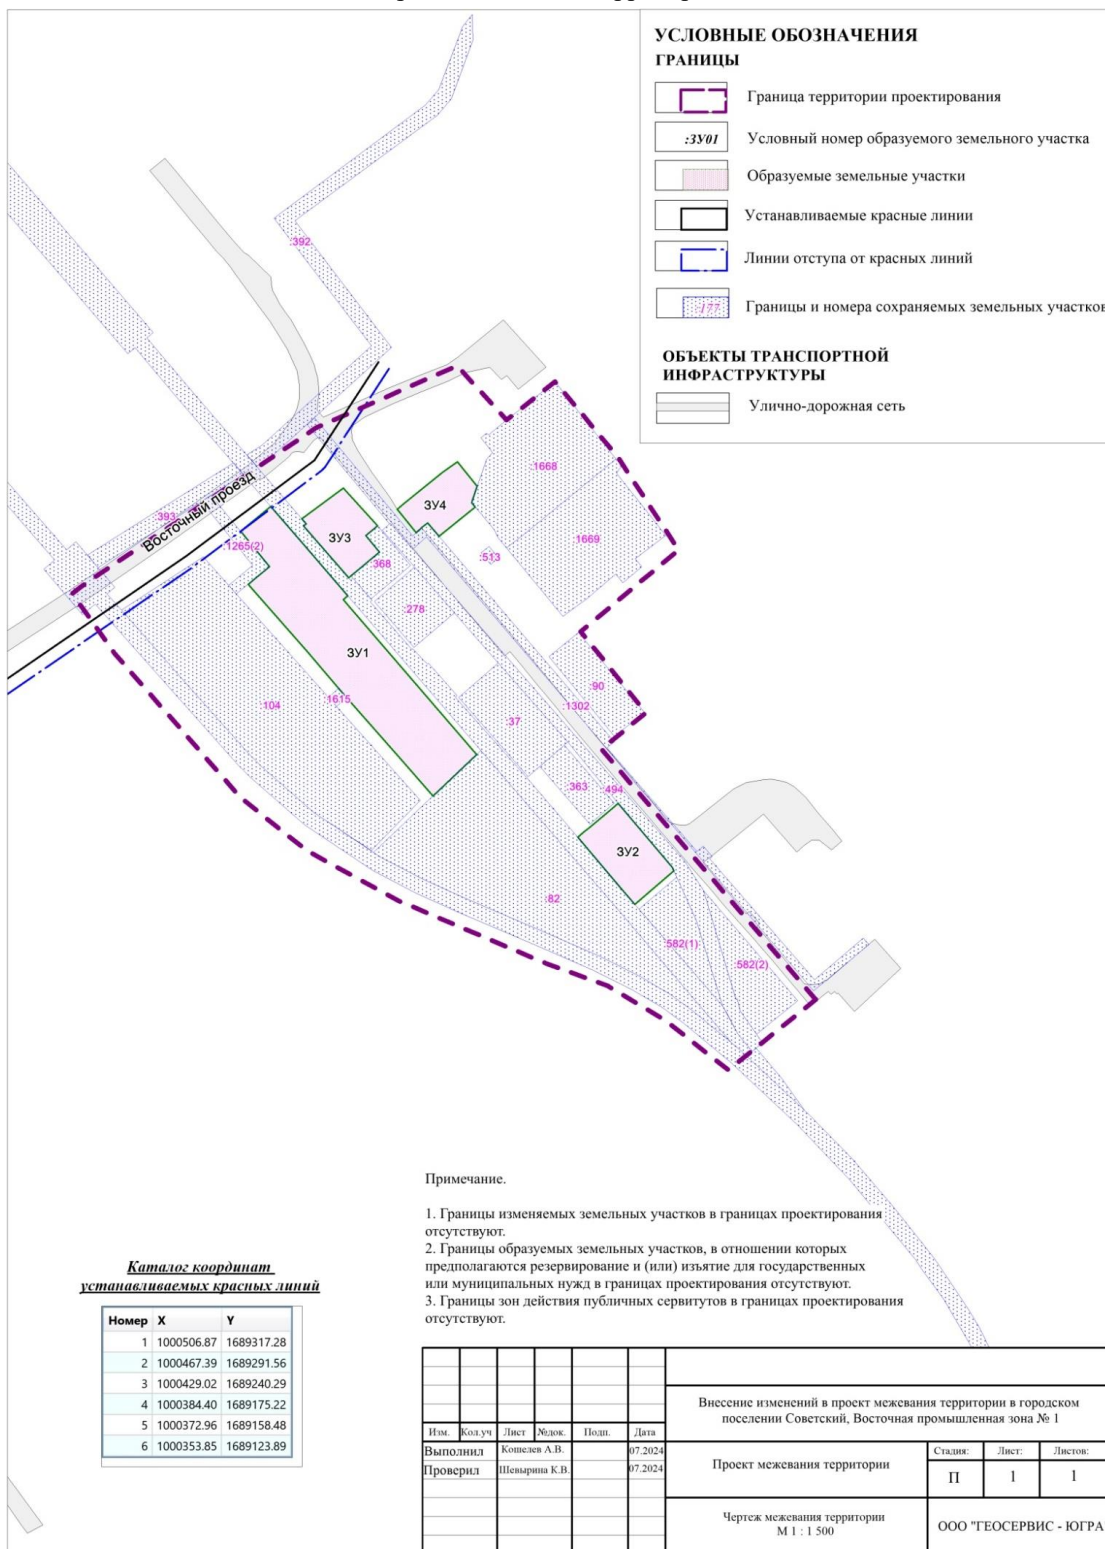 УСЛОВНЫЕ ОБОЗНАЧЕНИЯ
ГРАНИЦЫ
Граница территории проектирования
:ЗУ01 Условный номер образуемого земельного участка
Образуемые земельные участки
Устанавливаемые красные линии
Линии отступа от красных линий
:177 Границы и номера сохраняемых земельных участков
ОБЪЕКТЫ ТРАНСПОРТНОЙ
ИНФРАСТРУКТУРЫ
Улично-дорожная сеть
:392
:1668
:393
Восточный проезд
ЗУ4
ЗУ3
:1265(2)
:1669
:513
368
:278
ЗУ1
:90
:1615
:104
:1302
:37
:363
:494
ЗУ2
:82
582(1)
582(2)
Примечание.
1. Границы изменяемых земельных участков в границах проектирования
отсутствуют.
2. Границы образуемых земельных участков, в отношении которых
предполагаются резервирование и (или) изъятие для государственных
или муниципальных нужд в границах проектирования отсутствуют.
3. Границы зон действия публичных сервитутов в границах проектирования
отсутствуют.
Каталог координат
устанавливаемых красных линий
Номер X Y
1 1000506.87 1689317.28
2 1000467.39 1689291.56
3 1000429.02 1689240.29
4 1000384.40 1689175.22
5 1000372.96 1689158.48
6 1000353.85 1689123.89
Внесение изменений в проект межевания территории в городском
поселении Советский, Восточная промышленная зона № 1
Изм. Кол.уч Лист №док. Подп. Дата
Выполнил Кошелев А.В. 07.2024
Проверил Шевырина К.В. 07.2024
Проект межевания территории
Стадия: Лист: Листов:
П 1 1
Чертеж межевания территории
М 1 : 1 500
ООО "ГЕОСЕРВИС - ЮГРА